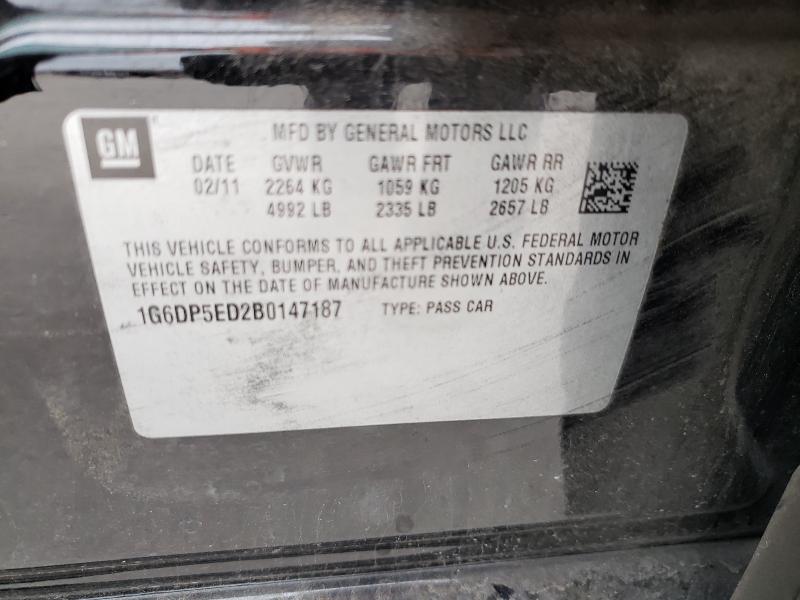 GM MFD BY GENERAL MOTORS LLC
DATE GVWR GAWR FRT GAWR RR
02/11 2264 KG 1059 KG 1205 KG
4992 LB 2335 LB 2657 LB
THIS VEHICLE CONFORMS TO ALL APPLICABLE U.S. FEDERAL MOTOR
VEHICLE SAFETY, BUMPER, AND THEFT PREVENTION STANDARDS IN
EFFECT ON THE DATE OF MANUFACTURE SHOWN ABOVE.
1G6DP5ED2B0147187 TYPE: PASS CAR